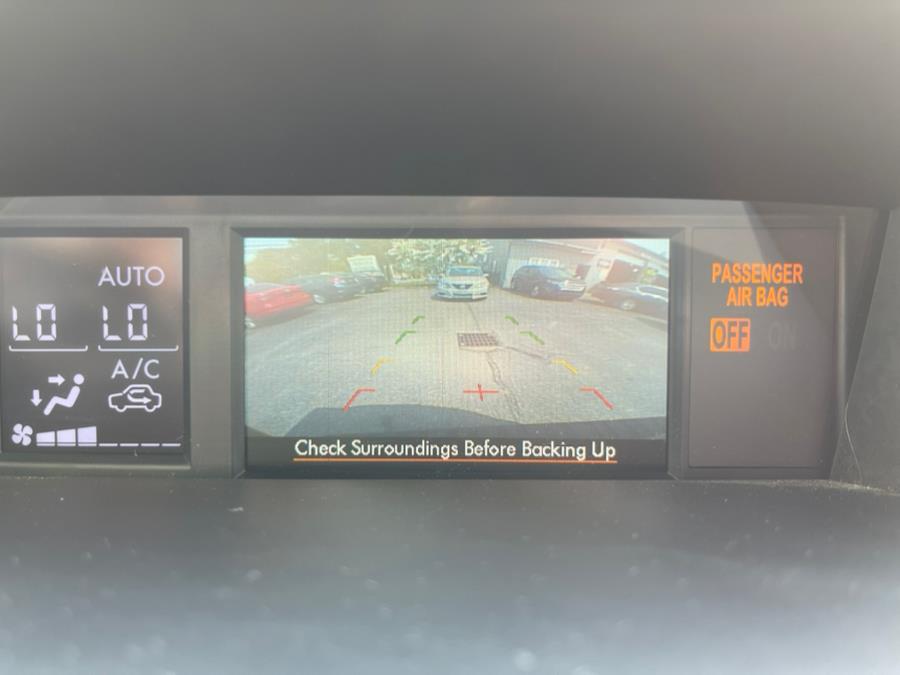 AUTO
LO LO
A/C
Check Surroundings Before Backing Up
PASSENGER
AIR BAG
OFF ON